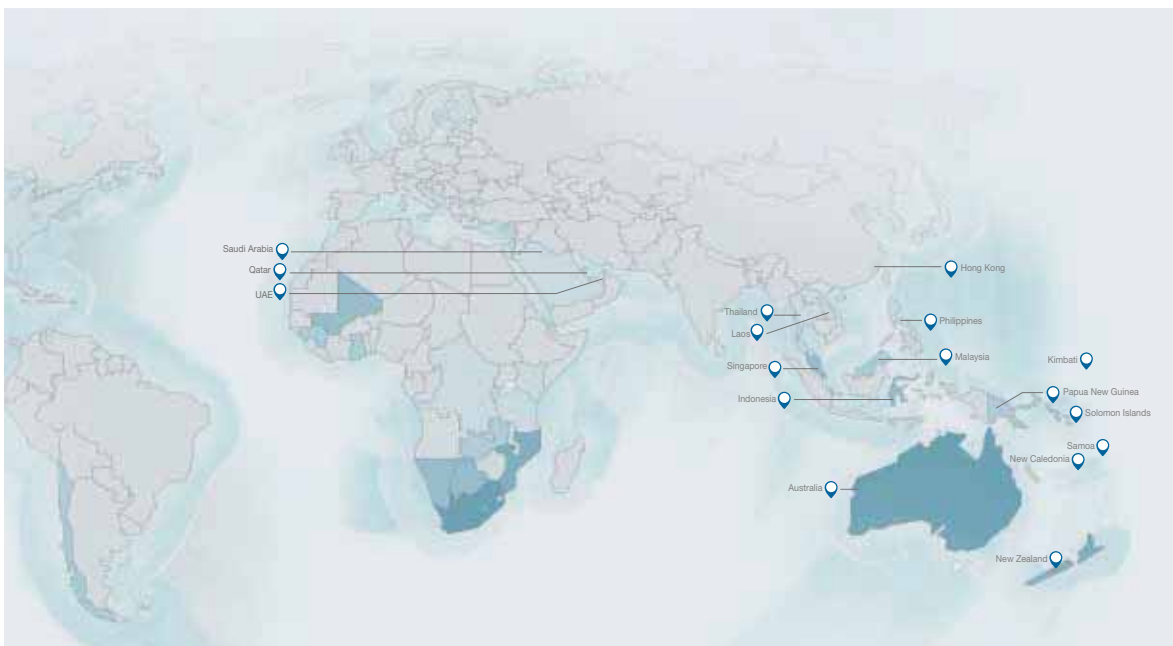 Saudi Arabia
Qatar
UAE
Hong Kong
Thailand
Philippines
Laos
Malaysia
Kimbati
Singapore
Papua New Guinea
Indonesia
Solomon Islands
Samoa
New Caledonia
Australia
New Zealand